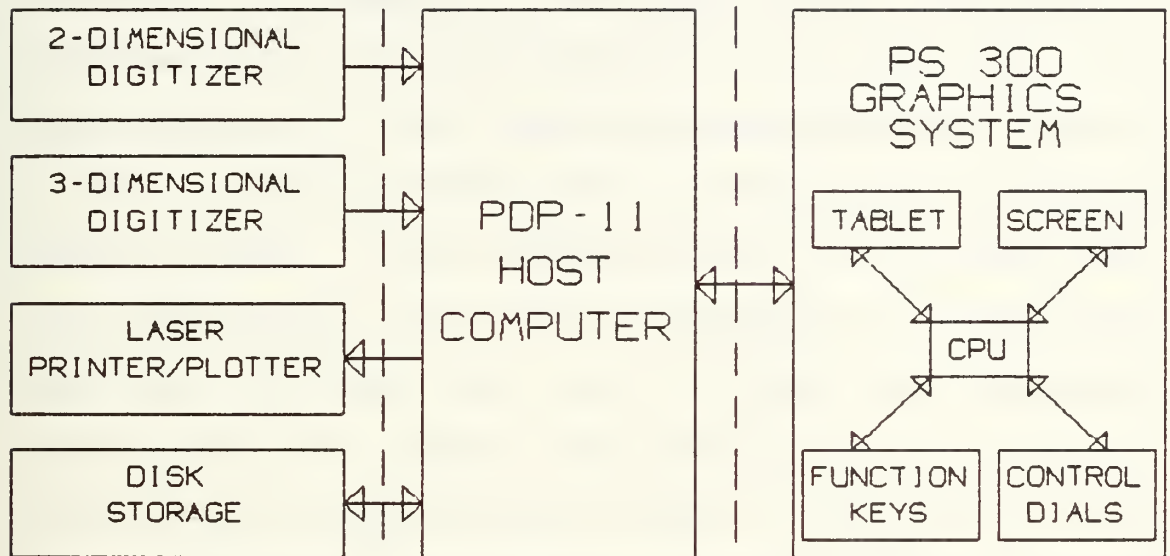 2-DIMENSIONAL
DIGITIZER
3-DIMENSIONAL
DIGITIZER
LASER
PRINTER/PLOTTER
DISK
STORAGE
PDP-11
HOST
COMPUTER
PS 300
GRAPHICS
SYSTEM
TABLET
SCREEN
CPU
FUNCTION
KEYS
CONTROL
DIALS